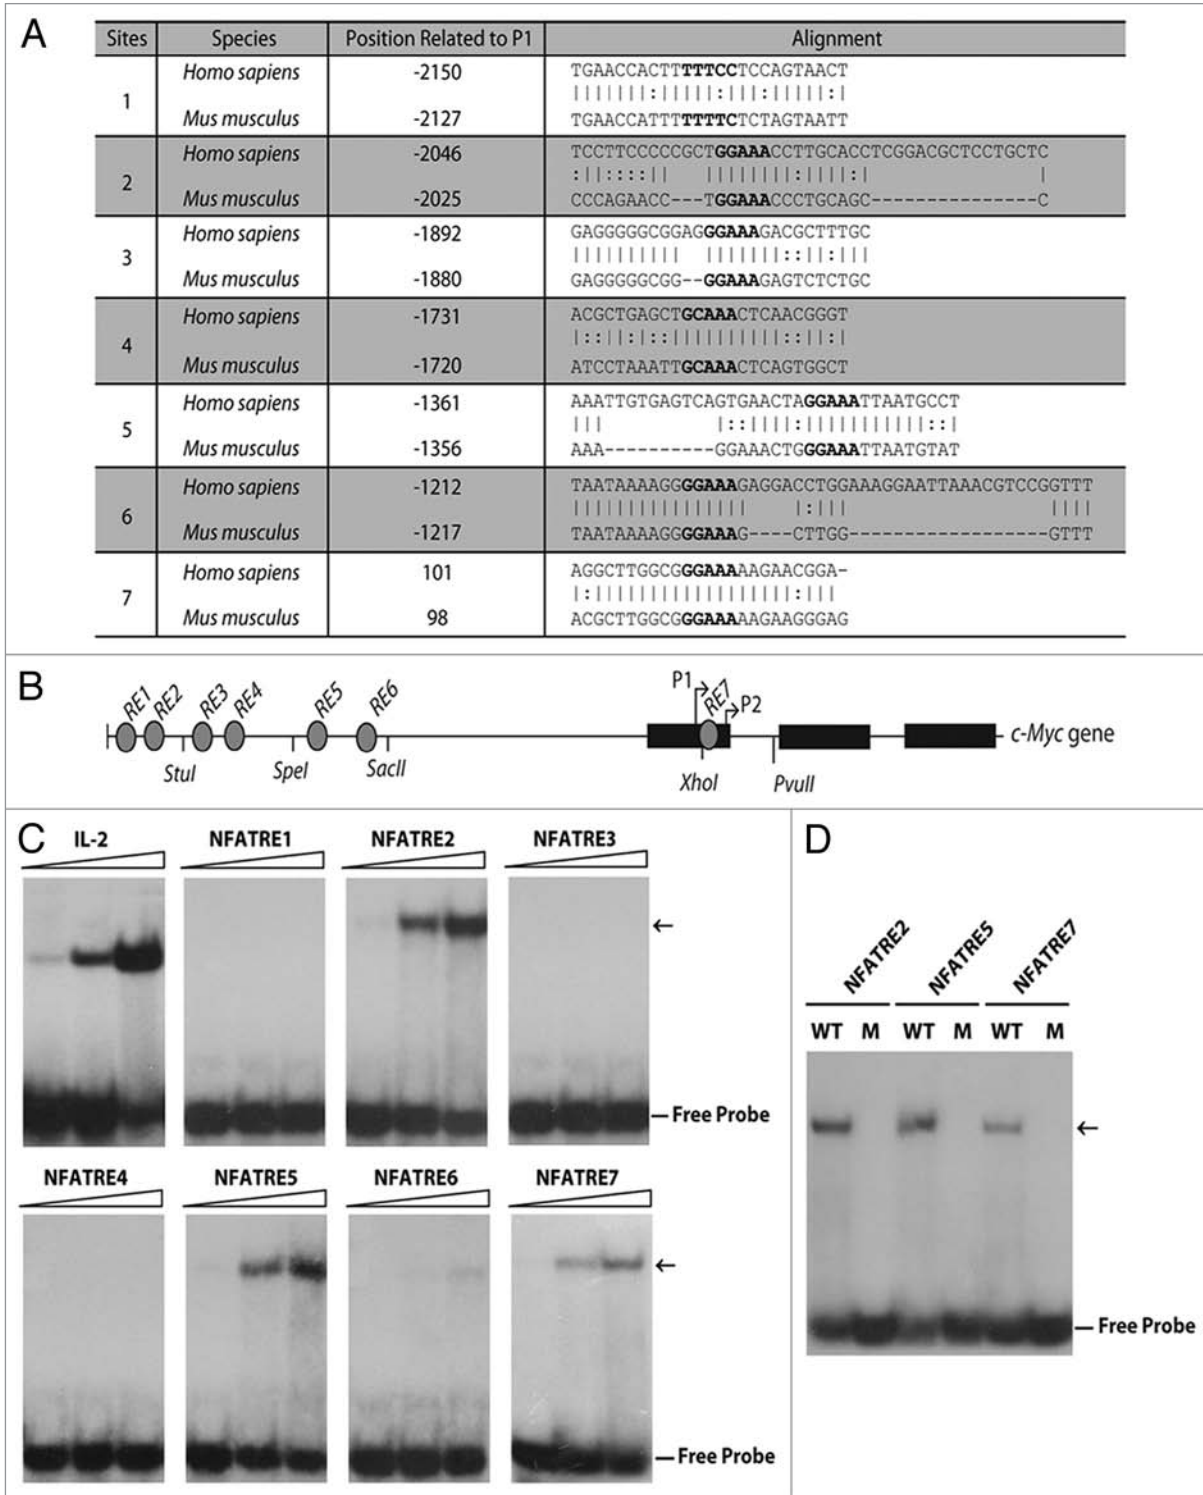 A
Sites Species Position Related to P1 Alignment
1
Homo sapiens -2150 TGAACCACTTTTTCCTCCAGTAACT
|||||||:|||||:|||:|||||:|
Mus musculus -2127 TGAACCATTTTTTTCTCTAGTAATT
2
Homo sapiens -2046 TCCTTCCCCCGCTGGAAACCTTGCACCTCGGACGCTCCTGCTC
:||::::|| ||||||||:||||:| |
Mus musculus -2025 CCCAGAACC---TGGAAACCCTGCAGC---------------C
3
Homo sapiens -1892 GAGGGGGCGGAGGGAAAGACGCTTTGC
|||||||||| |||||||::||:|||
Mus musculus -1880 GAGGGGGCGG--GGAAAGAGTCTCTGC
4
Homo sapiens -1731 ACGCTGAGCTGCAAACTCAACGGGT
|::||:|::||||||||||::||:|
Mus musculus -1720 ATCCTAAATTGCAAACTCAGTGGCT
5
Homo sapiens -1361 AAATTGTGAGTCAGTGAACTAGGAAATTAATGCCT
||| |::||||:|||||||||||::|
Mus musculus -1356 AAA----------GGAAACTGGGAAATTAATGTAT
6
Homo sapiens -1212 TAATAAAAGGGGAAAGAGGACCTGGAAAGGAATTAAACGTCCGGTTT
|||||||||||||||| |:||| ||||
Mus musculus -1217 TAATAAAAGGGGAAAG----CTTGG------------------GTTT
7
Homo sapiens 101 AGGCTTGGCGGGAAAAAGAACGGA-
|:||||||||||||||||||:|||
Mus musculus 98 ACGCTTGGCGGGAAAAAGAAGGGAG
B
RE1 RE2 RE3 RE4 RE5 RE6 P1 RE7 P2
c-Myc gene
StuI SpeI SacII XhoI PvuII
C
IL-2 NFATRE1 NFATRE2 NFATRE3
←
Free Probe
NFATRE4 NFATRE5 NFATRE6 NFATRE7
←
Free Probe
D
NFATRE2 NFATRE5 NFATRE7
WT M WT M WT M
←
Free Probe